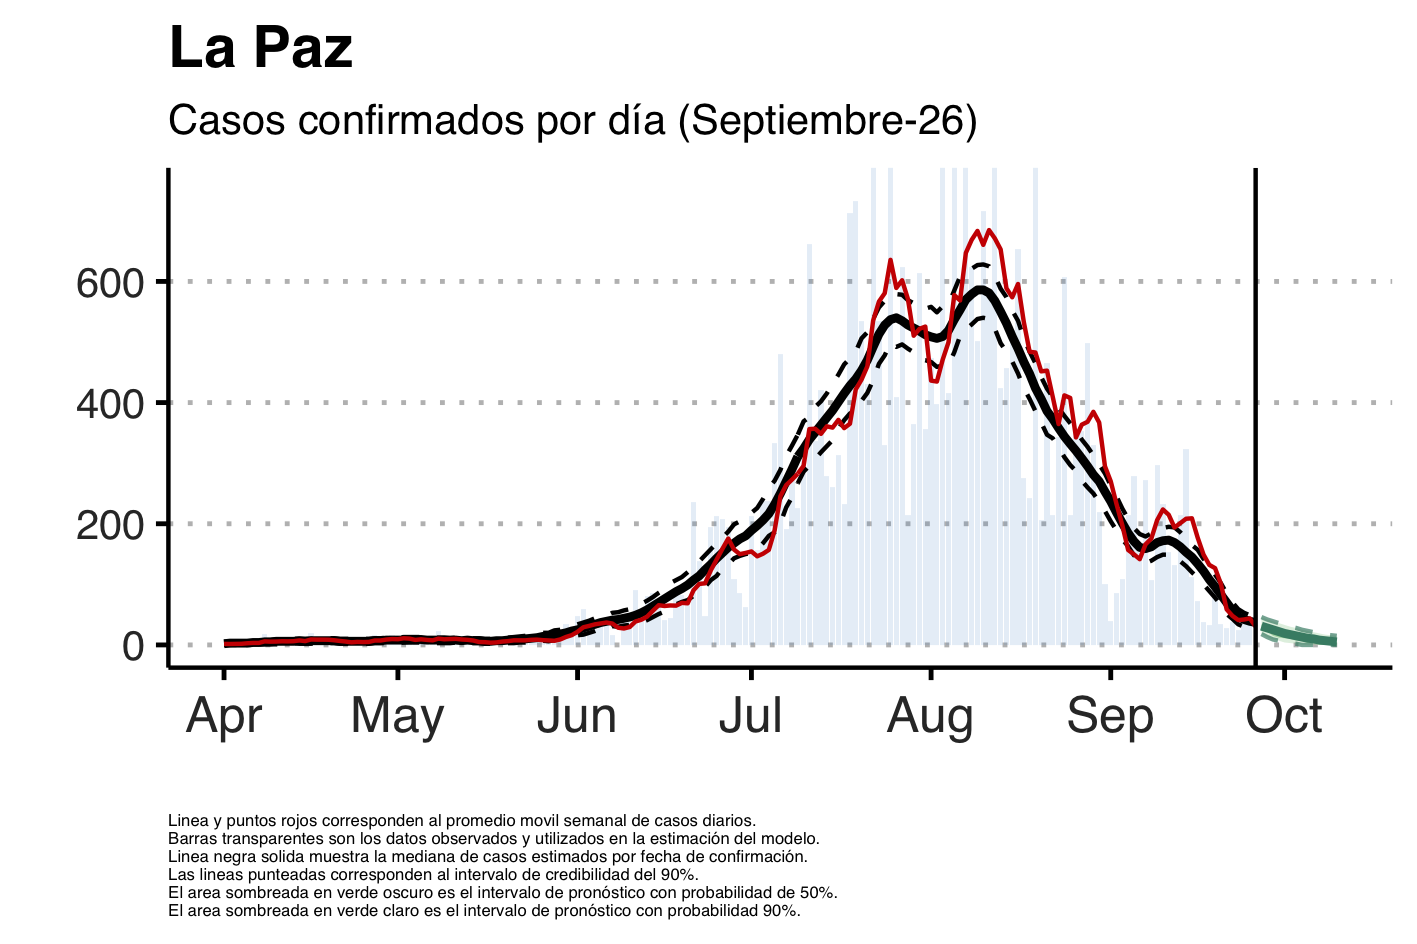 La Paz
Casos confirmados por día (Septiembre-26)
600
400
200
0
Apr May Jun Jul Aug Sep Oct
Linea y puntos rojos corresponden al promedio movil semanal de casos diarios.
Barras transparentes son los datos observados y utilizados en la estimación del modelo.
Linea negra solida muestra la mediana de casos estimados por fecha de confirmación.
Las lineas punteadas corresponden al intervalo de credibilidad del 90%.
El area sombreada en verde oscuro es el intervalo de pronóstico con probabilidad de 50%.
El area sombreada en verde claro es el intervalo de pronóstico con probabilidad 90%.